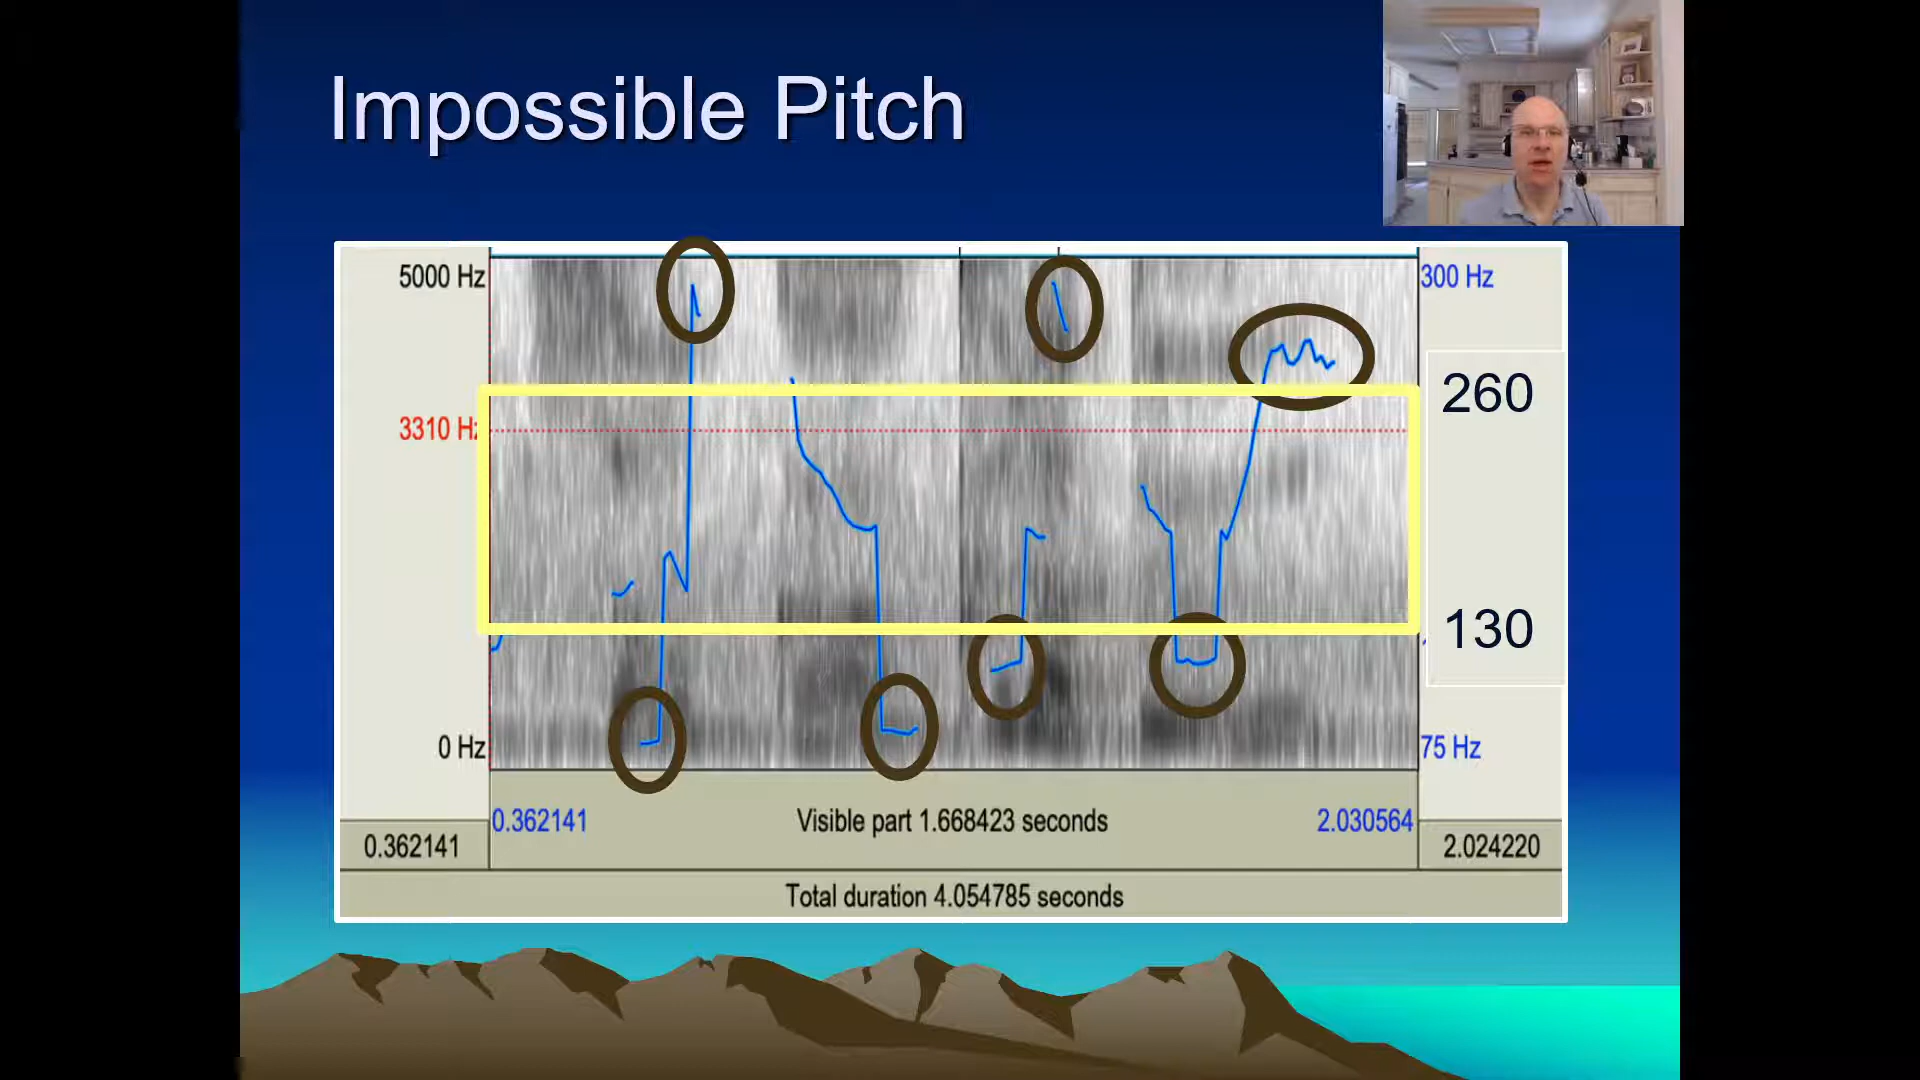 Impossible Pitch
5000 Hz
300 Hz
260
3310 Hz
130
0 Hz
75 Hz
0.362141
Visible part 1.668423 seconds
2.030564
0.362141
2.024220
Total duration 4.054785 seconds